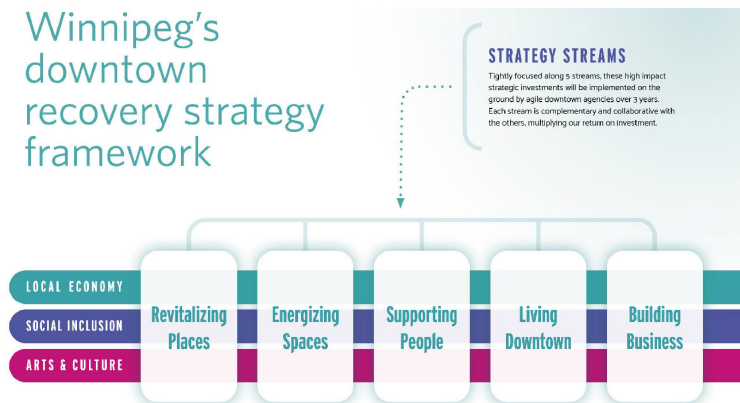 Winnipeg's
downtown
recovery strategy
framework
STRATEGY STREAMS
Tightly focused along 5 streams, these high impact
strategic investments will be implemented on the
ground by agile downtown agencies over 3 years.
Each stream is complementary and collaborative with
the others, multiplying our return on investment.
LOCAL ECONOMY
SOCIAL INCLUSION
ARTS & CULTURE
Revitalizing
Places
Energizing
Spaces
Supporting
People
Living
Downtown
Building
Business